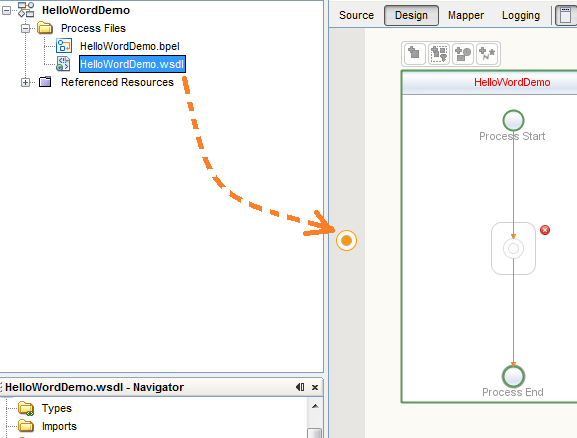 HelloWordDemo
Process Files
HelloWordDemo.bpel
HelloWordDemo.wsdl
Referenced Resources
Source Design Mapper Logging
HelloWordDemo
Process Start
Process End
HelloWordDemo.wsdl - Navigator
Types
Imports